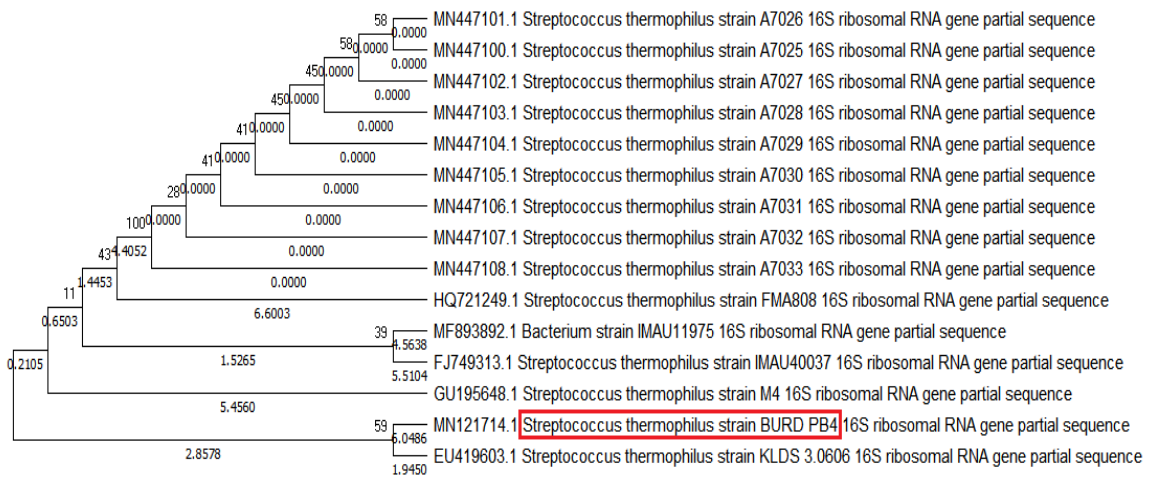 58
MN447101.1 Streptococcus thermophilus strain A7026 16S ribosomal RNA gene partial sequence
0.0000
58
0.0000
MN447100.1 Streptococcus thermophilus strain A7025 16S ribosomal RNA gene partial sequence
0.0000
45
0.0000
MN447102.1 Streptococcus thermophilus strain A7027 16S ribosomal RNA gene partial sequence
0.0000
45
0.0000
MN447103.1 Streptococcus thermophilus strain A7028 16S ribosomal RNA gene partial sequence
0.0000
41
0.0000
MN447104.1 Streptococcus thermophilus strain A7029 16S ribosomal RNA gene partial sequence
0.0000
41
0.0000
MN447105.1 Streptococcus thermophilus strain A7030 16S ribosomal RNA gene partial sequence
0.0000
28
0.0000
MN447106.1 Streptococcus thermophilus strain A7031 16S ribosomal RNA gene partial sequence
0.0000
100
0.0000
MN447107.1 Streptococcus thermophilus strain A7032 16S ribosomal RNA gene partial sequence
0.0000
43
4.4052
MN447108.1 Streptococcus thermophilus strain A7033 16S ribosomal RNA gene partial sequence
0.0000
11
1.4453
HQ721249.1 Streptococcus thermophilus strain FMA808 16S ribosomal RNA gene partial sequence
6.6003
0.6503
39
MF893892.1 Bacterium strain IMAU11975 16S ribosomal RNA gene partial sequence
4.5638
1.5265
0.2105
FJ749313.1 Streptococcus thermophilus strain IMAU40037 16S ribosomal RNA gene partial sequence
5.5104
GU195648.1 Streptococcus thermophilus strain M4 16S ribosomal RNA gene partial sequence
5.4560
59
MN121714.1 Streptococcus thermophilus strain BURD PB4 16S ribosomal RNA gene partial sequence
6.0486
2.8578
EU419603.1 Streptococcus thermophilus strain KLDS 3.0606 16S ribosomal RNA gene partial sequence
1.9450